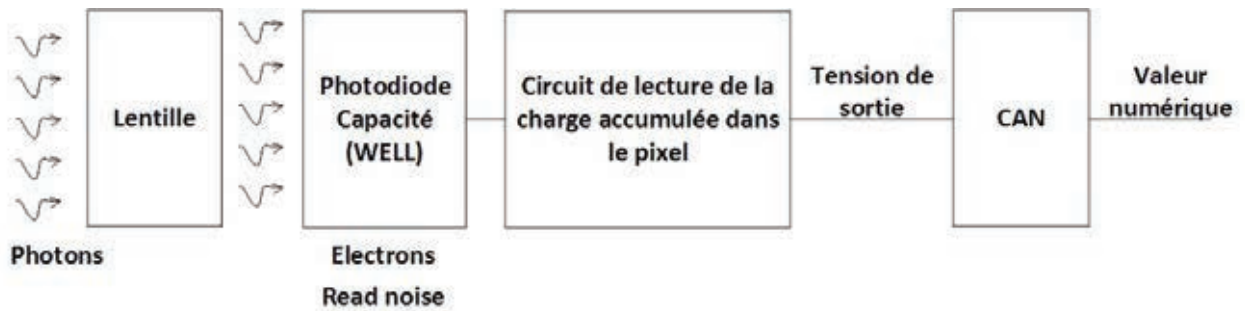 Lentille
Photodiode
Capacité
(WELL)
Circuit de lecture de la
charge accumulée dans
le pixel
Tension de
sortie
CAN
Valeur
numérique
Photons
Electrons
Read noise